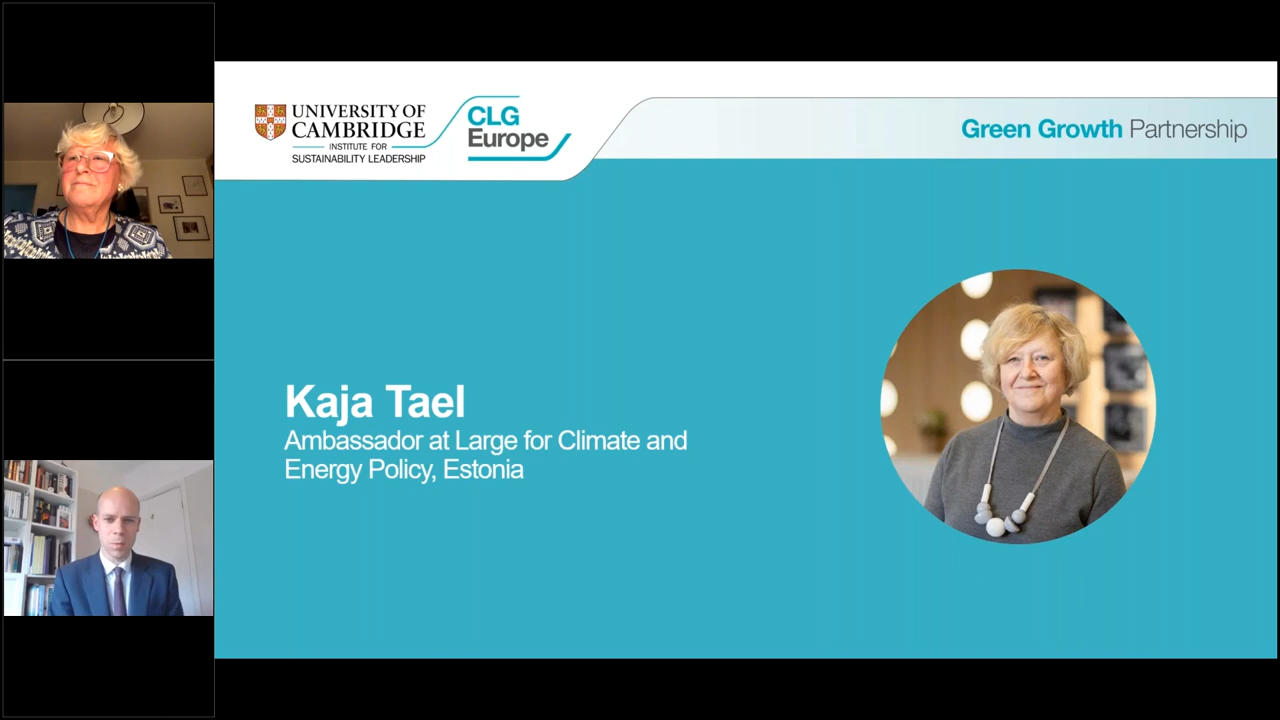 UNIVERSITY OF
CAMBRIDGE
INSTITUTE FOR
SUSTAINABILITY LEADERSHIP
CLG
Europe
Green Growth Partnership
Kaja Tael
Ambassador at Large for Climate and
Energy Policy, Estonia